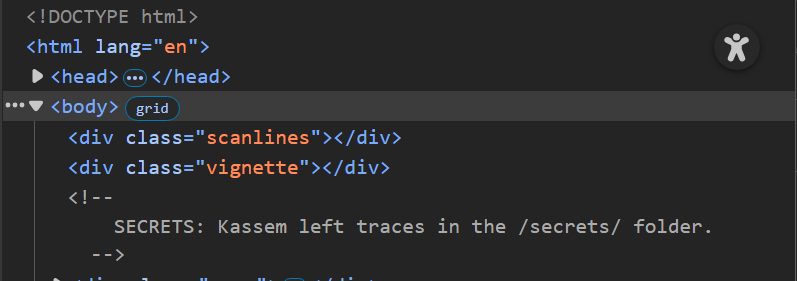 <!DOCTYPE html>
<html lang="en">
<head> ••• </head>
••• <body> grid
<div class="scanlines"></div>
<div class="vignette"></div>
<!--
SECRETS: Kassem left traces in the /secrets/ folder.
-->